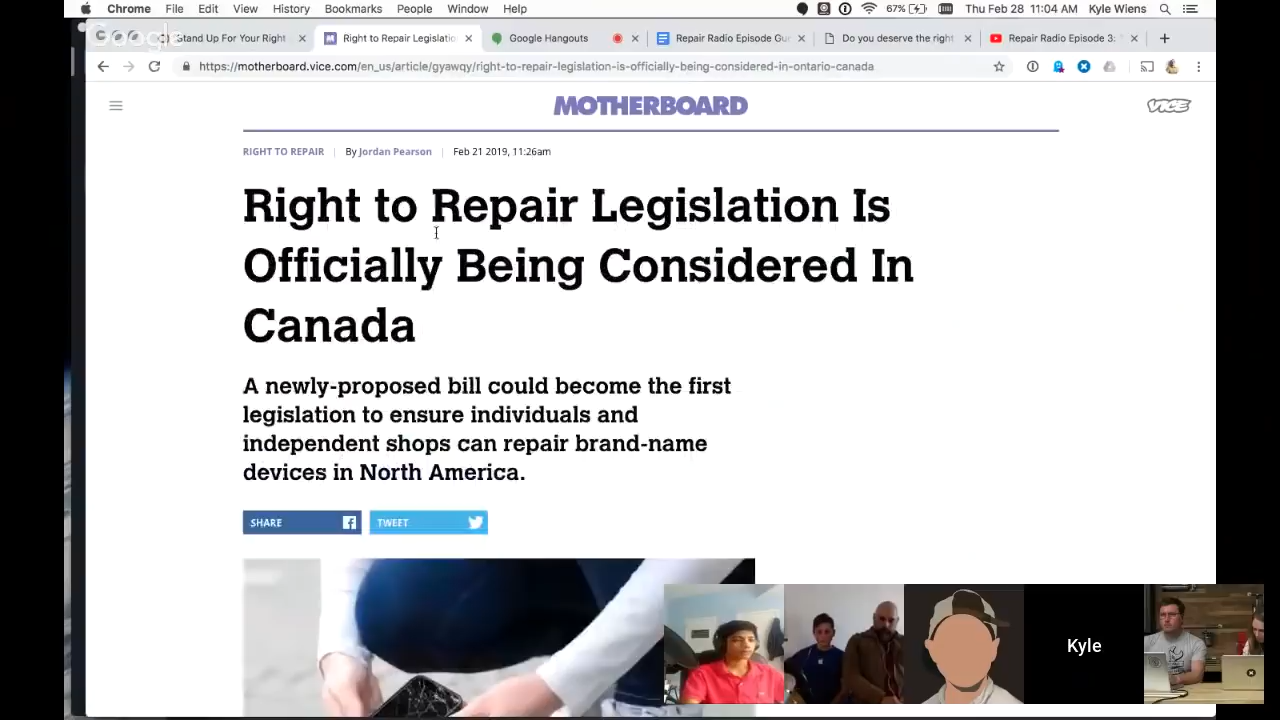 Chrome File Edit View History Bookmarks People Window Help 67% Thu Feb 28 11:04 AM Kyle Wiens
Google
Stand Up For Your Right × Right to Repair Legislatio × Google Hangouts × Repair Radio Episode Gu × Do you deserve the right × Repair Radio Episode 3: × +
https://motherboard.vice.com/en_us/article/gyawqy/right-to-repair-legislation-is-officially-being-considered-in-ontario-canada
MOTHERBOARD
VICE
RIGHT TO REPAIR | By Jordan Pearson | Feb 21 2019, 11:26am
Right to Repair Legislation Is
Officially Being Considered In
Canada
A newly-proposed bill could become the first
legislation to ensure individuals and
independent shops can repair brand-name
devices in North America.
SHARE
TWEET
Kyle